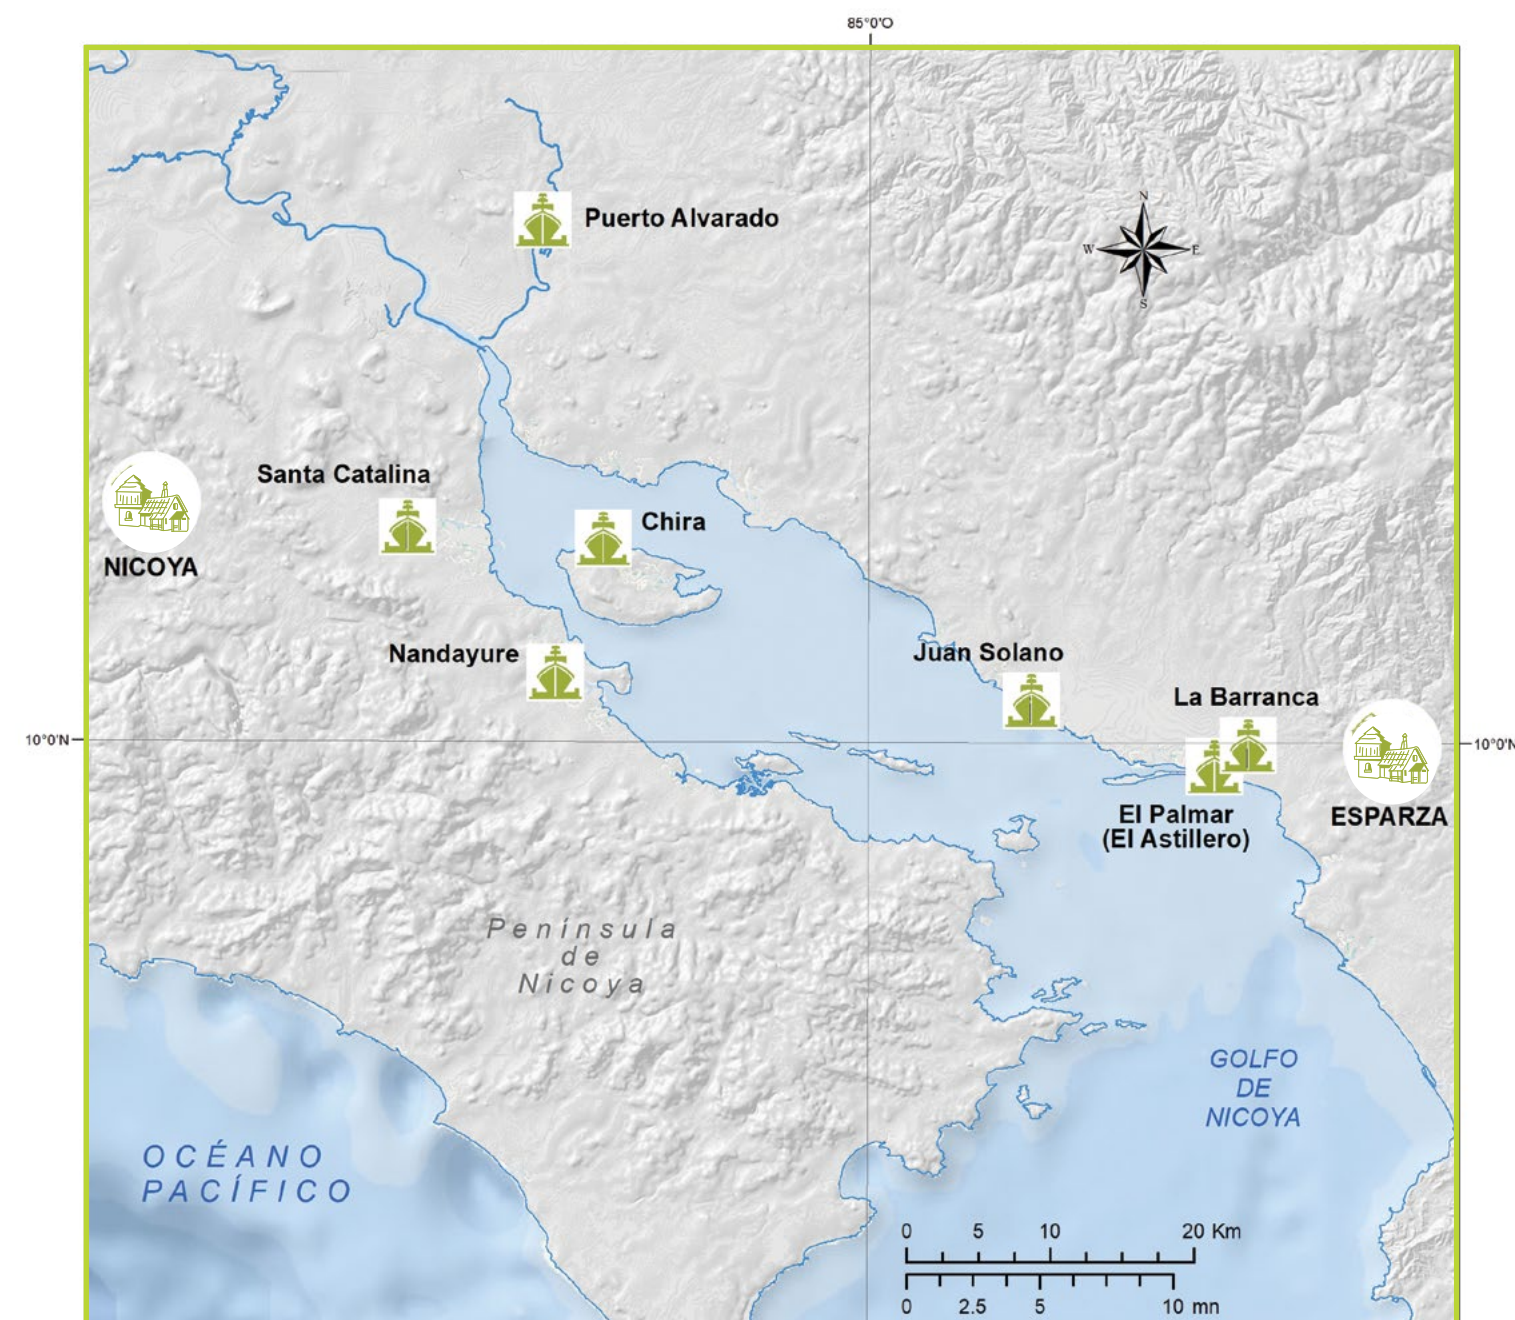 85°0'O
N
W
E
S
Puerto Alvarado
Santa Catalina
Chira
NICOYA
Nandayure
Juan Solano
La Barranca
10°0'N
10°0'N
El Palmar
(El Astillero)
ESPARZA
Península
de
Nicoya
GOLFO
DE
NICOYA
OCÉANO
PACÍFICO
0 5 10 20 Km
0 2.5 5 10 mn